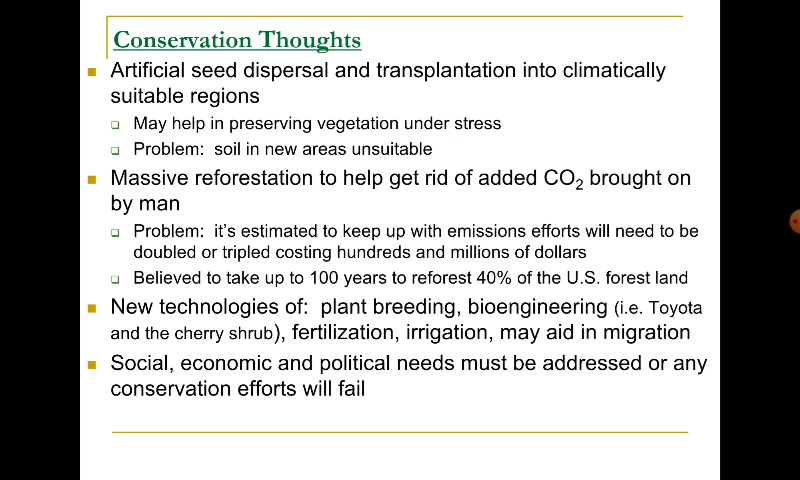 Conservation Thoughts
Artificial seed dispersal and transplantation into climatically
suitable regions
May help in preserving vegetation under stress
Problem: soil in new areas unsuitable
Massive reforestation to help get rid of added CO₂ brought on
by man
Problem: it's estimated to keep up with emissions efforts will need to be
doubled or tripled costing hundreds and millions of dollars
Believed to take up to 100 years to reforest 40% of the U.S. forest land
New technologies of: plant breeding, bioengineering (i.e. Toyota
and the cherry shrub), fertilization, irrigation, may aid in migration
Social, economic and political needs must be addressed or any
conservation efforts will fail